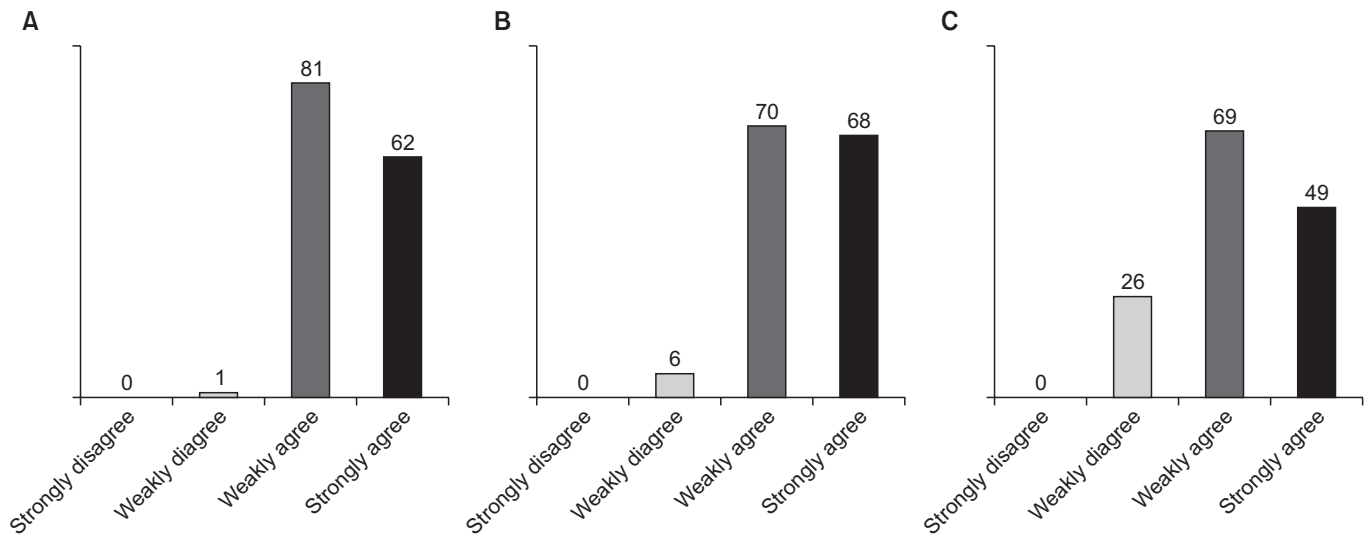 A
81
62
0
1
Strongly disagree
Weakly diagree
Weakly agree
Strongly agree
B
70
68
0
6
Strongly disagree
Weakly diagree
Weakly agree
Strongly agree
C
69
49
26
0
Strongly disagree
Weakly diagree
Weakly agree
Strongly agree